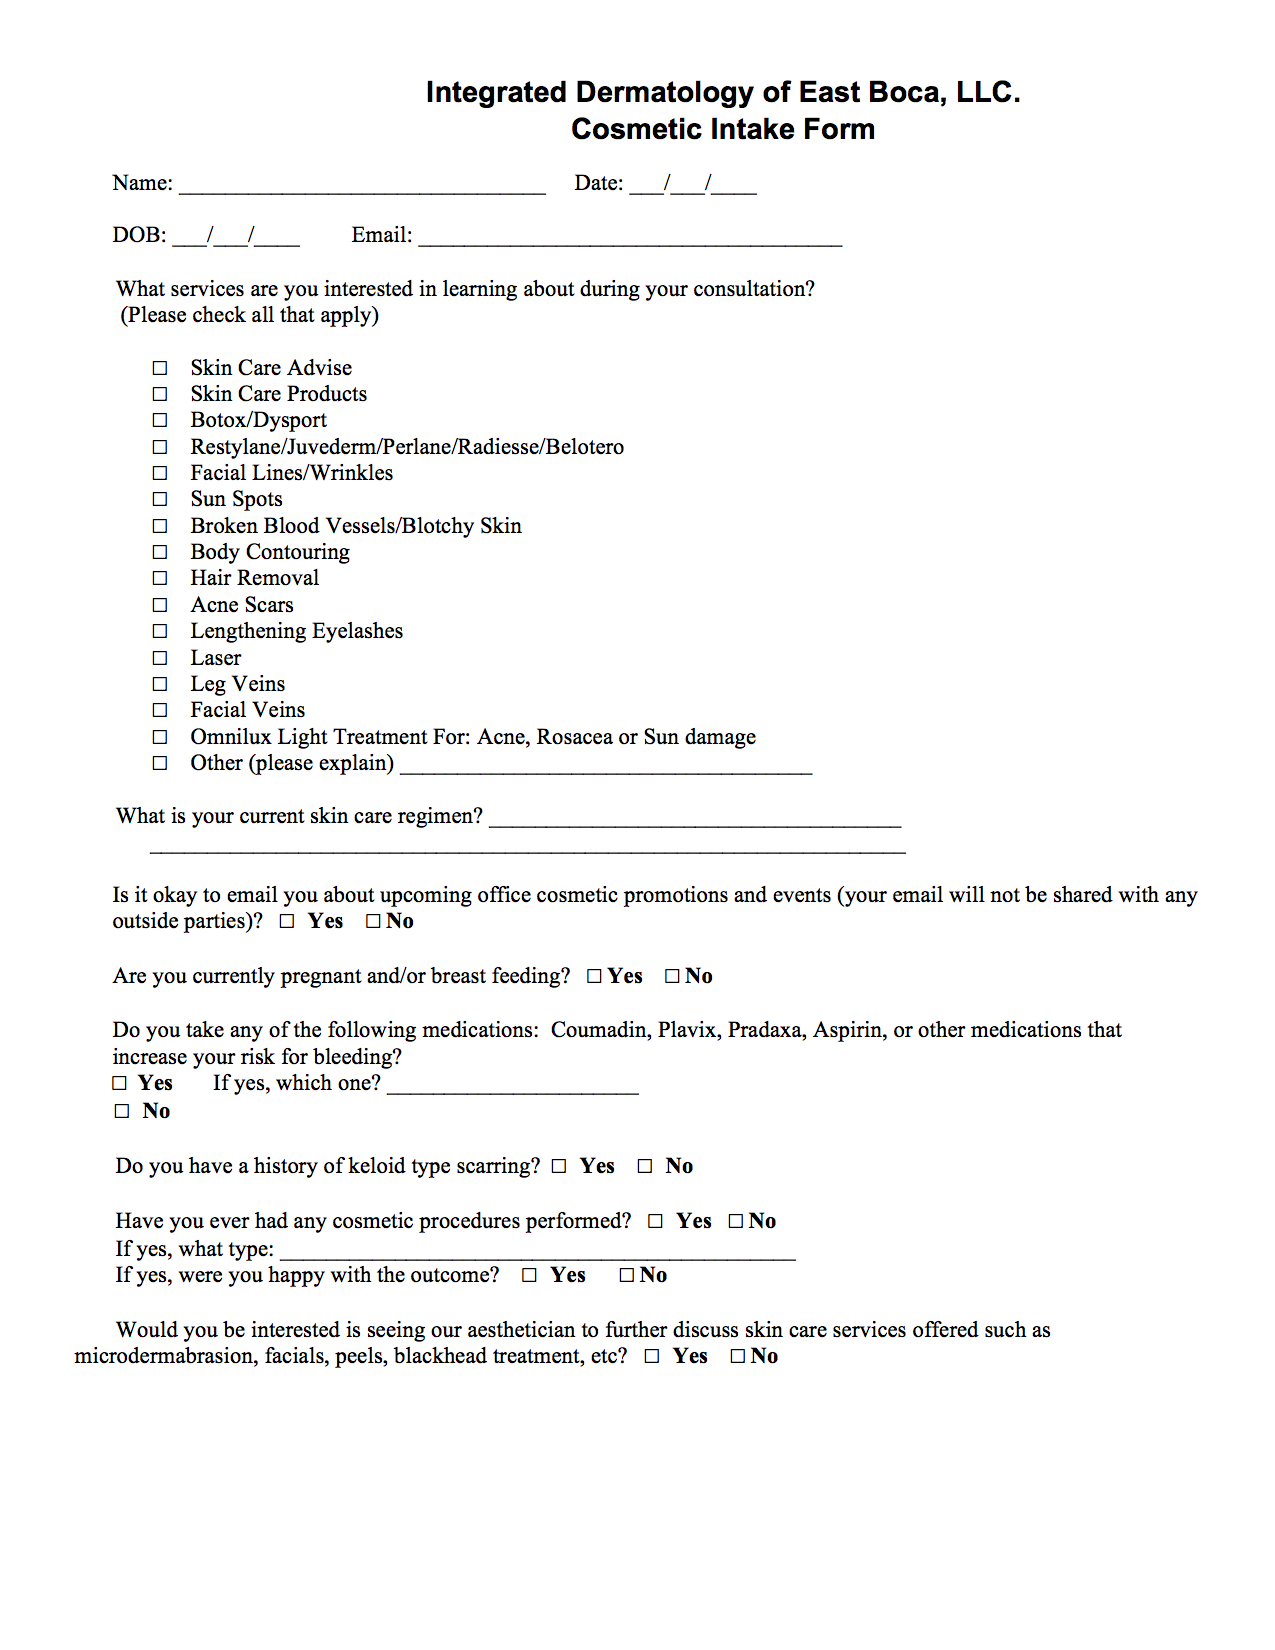 Integrated Dermatology of East Boca, LLC.
Cosmetic Intake Form
Name: ________________________________ Date: ___/___/____
DOB: ___/___/____ Email: _____________________________________
What services are you interested in learning about during your consultation?
(Please check all that apply)
☐ Skin Care Advise
☐ Skin Care Products
☐ Botox/Dysport
☐ Restylane/Juvederm/Perlane/Radiesse/Belotero
☐ Facial Lines/Wrinkles
☐ Sun Spots
☐ Broken Blood Vessels/Blotchy Skin
☐ Body Contouring
☐ Hair Removal
☐ Acne Scars
☐ Lengthening Eyelashes
☐ Laser
☐ Leg Veins
☐ Facial Veins
☐ Omnilux Light Treatment For: Acne, Rosacea or Sun damage
☐ Other (please explain) ____________________________________
What is your current skin care regimen? ____________________________________
__________________________________________________________________
Is it okay to email you about upcoming office cosmetic promotions and events (your email will not be shared with any
outside parties)? ☐ Yes ☐ No
Are you currently pregnant and/or breast feeding? ☐ Yes ☐ No
Do you take any of the following medications: Coumadin, Plavix, Pradaxa, Aspirin, or other medications that
increase your risk for bleeding?
☐ Yes If yes, which one? ______________________
☐ No
Do you have a history of keloid type scarring? ☐ Yes ☐ No
Have you ever had any cosmetic procedures performed? ☐ Yes ☐ No
If yes, what type: _____________________________________________
If yes, were you happy with the outcome? ☐ Yes ☐ No
Would you be interested is seeing our aesthetician to further discuss skin care services offered such as
microdermabrasion, facials, peels, blackhead treatment, etc? ☐ Yes ☐ No